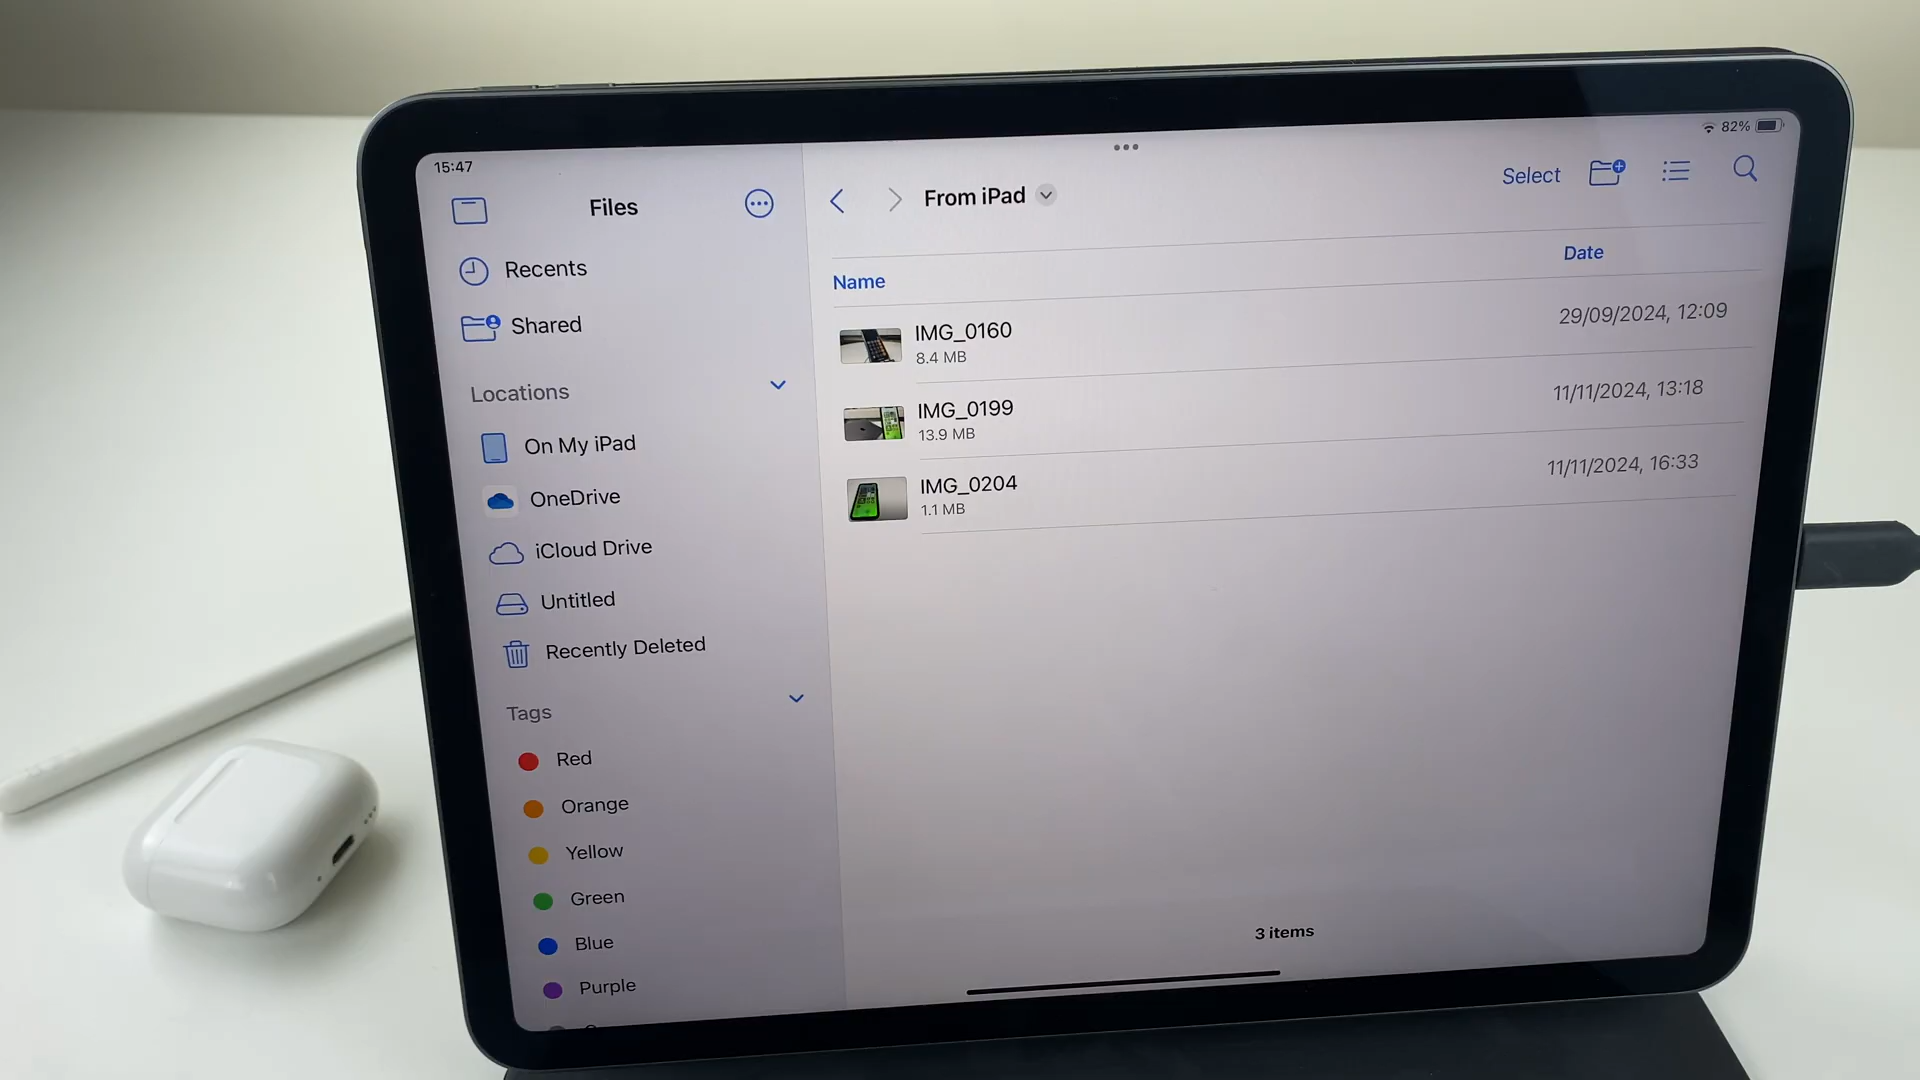 15:47
82%
Files
Recents
Shared
Locations
On My iPad
OneDrive
iCloud Drive
Untitled
Recently Deleted
Tags
Red
Orange
Yellow
Green
Blue
Purple
From iPad
Select
Name
Date
IMG_0160
8.4 MB
29/09/2024, 12:09
IMG_0199
13.9 MB
11/11/2024, 13:18
IMG_0204
1.1 MB
11/11/2024, 16:33
3 items